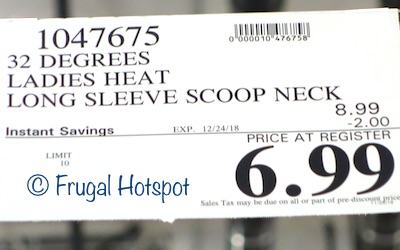 1047675
0000010 476758
32 DEGREES
LADIES HEAT
LONG SLEEVE SCOOP NECK
8.99
Instant Savings EXP. 12/24/18 -2.00
PRICE AT REGISTER
LIMIT
10
6.99
© Frugal Hotspot
Sales Tax may be due on all or part of pre-discount price